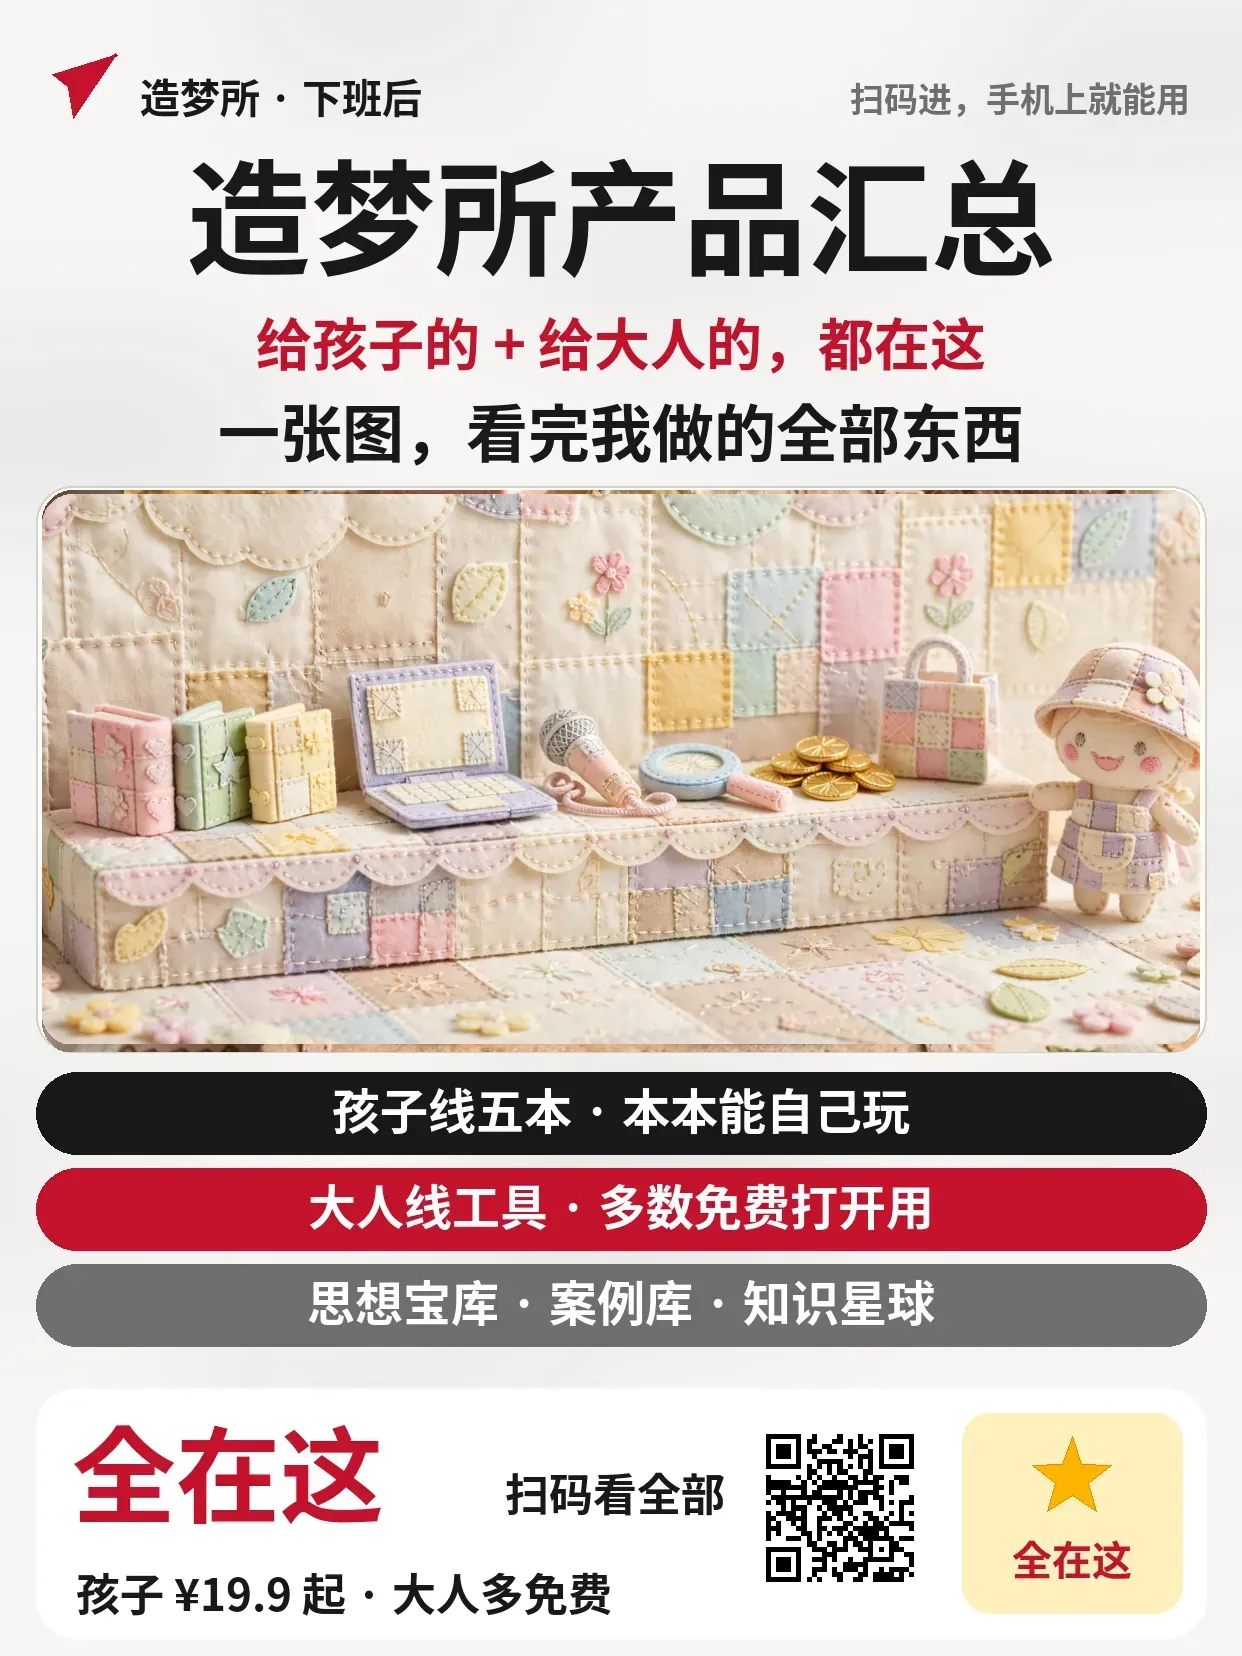 造梦所 · 下班后
扫码进，手机上就能用
造梦所产品汇总
给孩子的 + 给大人的，都在这
一张图，看完我做的全部东西
孩子线五本 · 本本能自己玩
大人线工具 · 多数免费打开用
思想宝库 · 案例库 · 知识星球
全在这
扫码看全部
孩子 ¥19.9 起 · 大人多免费
全在这